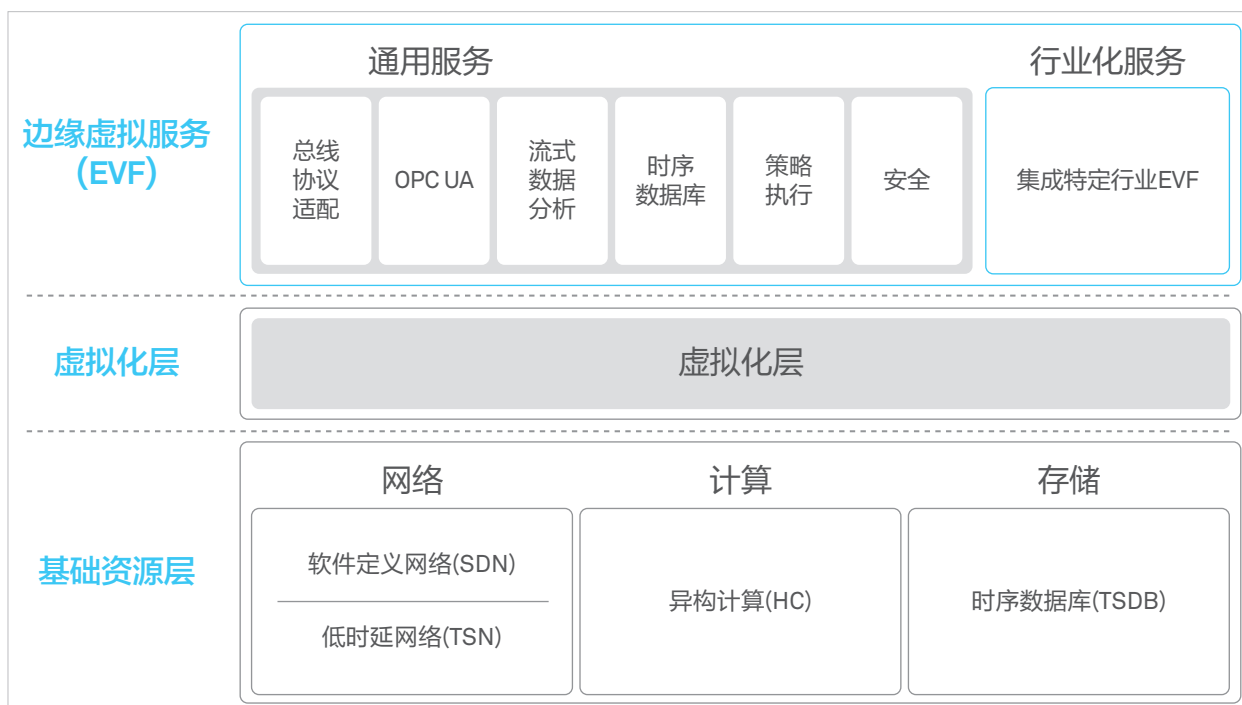 通用服务
行业化服务
边缘虚拟服务
(EVF)
总线
协议
适配
OPC UA
流式
数据
分析
时序
数据库
策略
执行
安全
集成特定行业EVF
虚拟化层
虚拟化层
基础资源层
网络
计算
存储
软件定义网络(SDN)
低时延网络(TSN)
异构计算(HC)
时序数据库(TSDB)